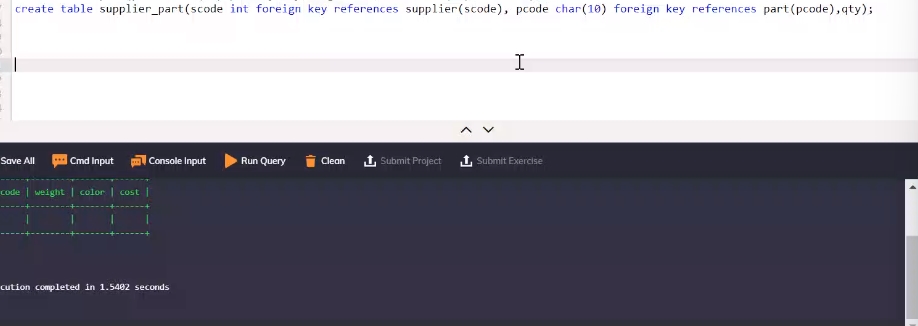 create table supplier_part(scode int foreign key references supplier(scode), pcode char(10) foreign key references part(pcode),qty);
Save All Cmd Input Console Input Run Query Clean Submit Project Submit Exercise
-----+--------+-------+------+
code | weight | color | cost |
-----+--------+-------+------+
| | | |
-----+--------+-------+------+
cution completed in 1.5402 seconds